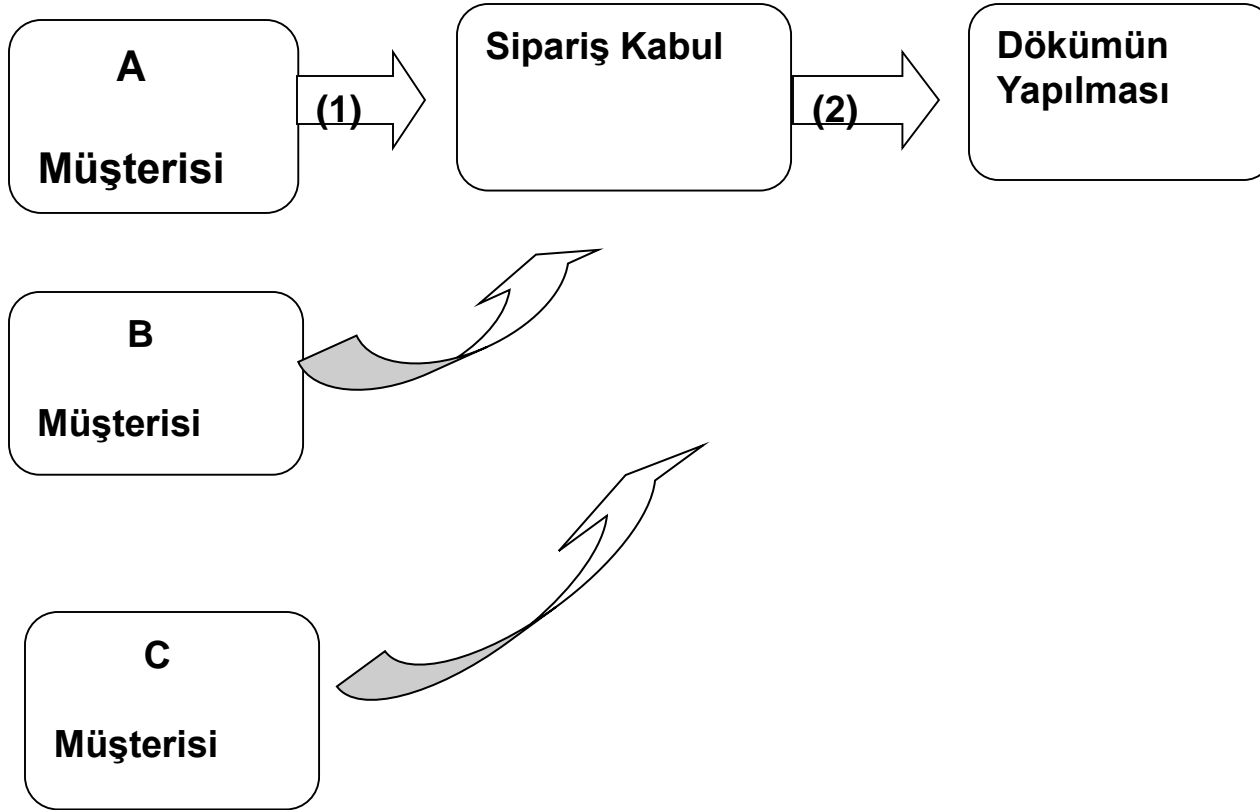 A
Müşterisi
(1)
Sipariş Kabul
(2)
Dökümün
Yapılması
B
Müşterisi
C
Müşterisi